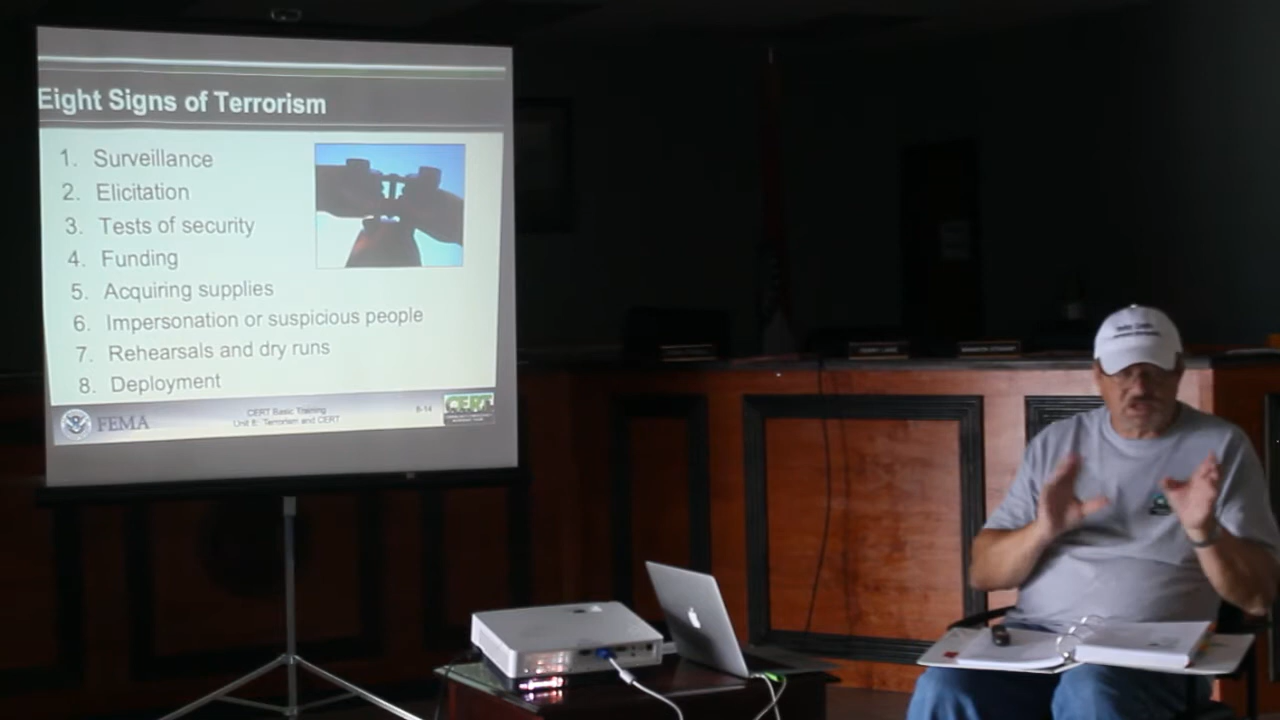 Eight Signs of Terrorism
1. Surveillance
2. Elicitation
3. Tests of security
4. Funding
5. Acquiring supplies
6. Impersonation or suspicious people
7. Rehearsals and dry runs
8. Deployment
FEMA
CERT Basic Training
Unit 8: Terrorism and CERT
8-14
CERT